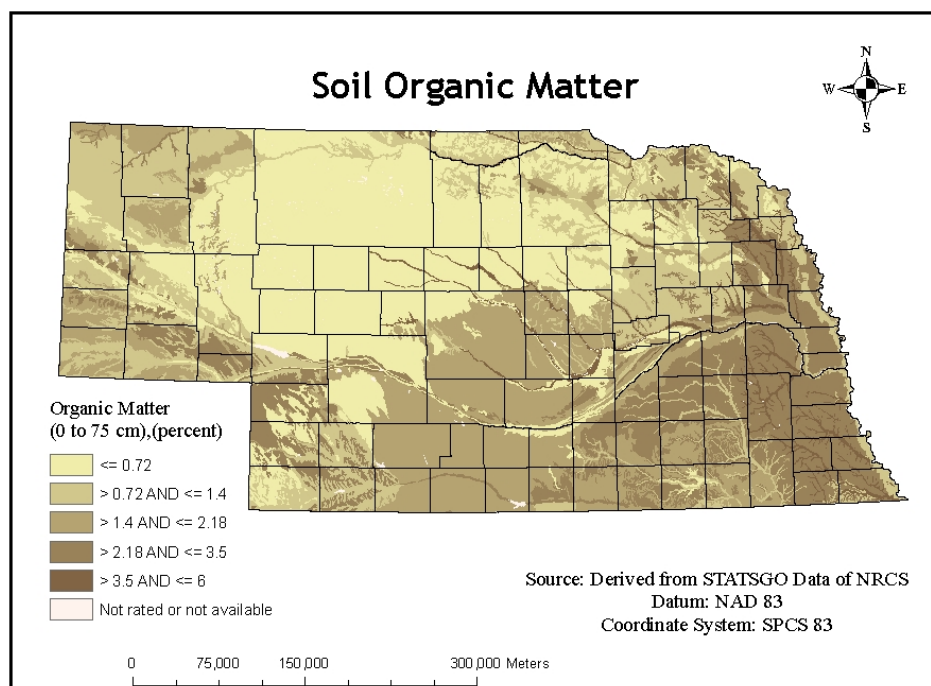 Soil Organic Matter
N
W E
S
Organic Matter
(0 to 75 cm),(percent)
<= 0.72
> 0.72 AND <= 1.4
> 1.4 AND <= 2.18
> 2.18 AND <= 3.5
> 3.5 AND <= 6
Not rated or not available
Source: Derived from STATSGO Data of NRCS
Datum: NAD 83
Coordinate System: SPCS 83
0 75,000 150,000 300,000 Meters